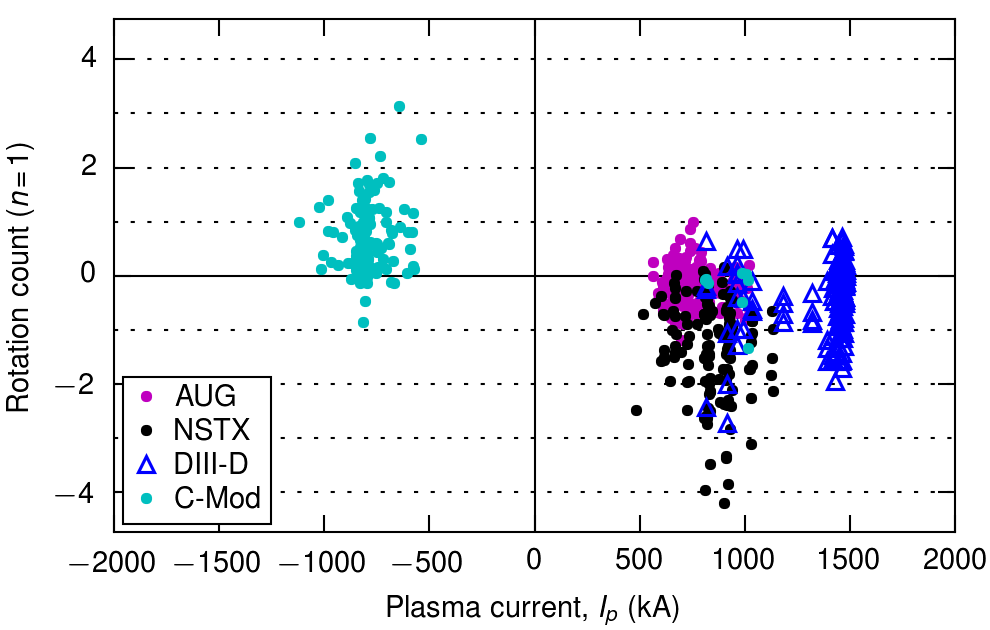 Rotation count (n=1)
4
2
0
−2
−4
AUG
NSTX
DIII-D
C-Mod
−2000 −1500 −1000 −500 0 500 1000 1500 2000
Plasma current, Ip (kA)